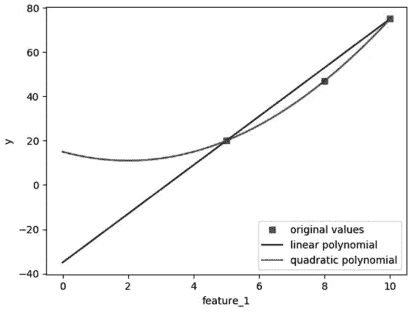 80
60
40
20
0
−20
−40
y
0
2
4
6
8
10
feature_1
original values
linear polynomial
quadratic polynomial